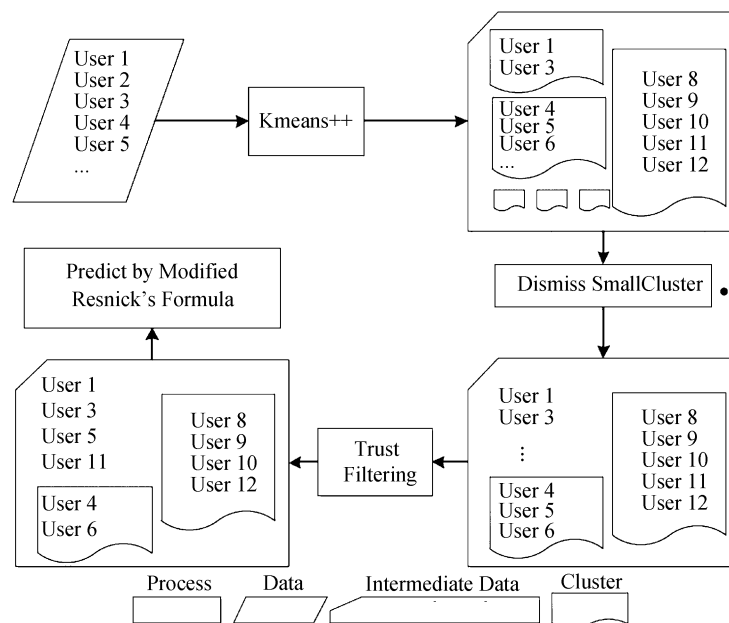 User 1
User 2
User 3
User 4
User 5
...
Kmeans++
User 1
User 3
User 4
User 5
User 6
...
User 8
User 9
User 10
User 11
User 12
Dismiss SmallCluster
User 1
User 3
⋮
User 4
User 5
User 6
User 8
User 9
User 10
User 11
User 12
Trust
Filtering
User 1
User 3
User 5
User 11
User 4
User 6
User 8
User 9
User 10
User 12
Predict by Modified
Resnick's Formula
Process
Data
Intermediate Data
Cluster